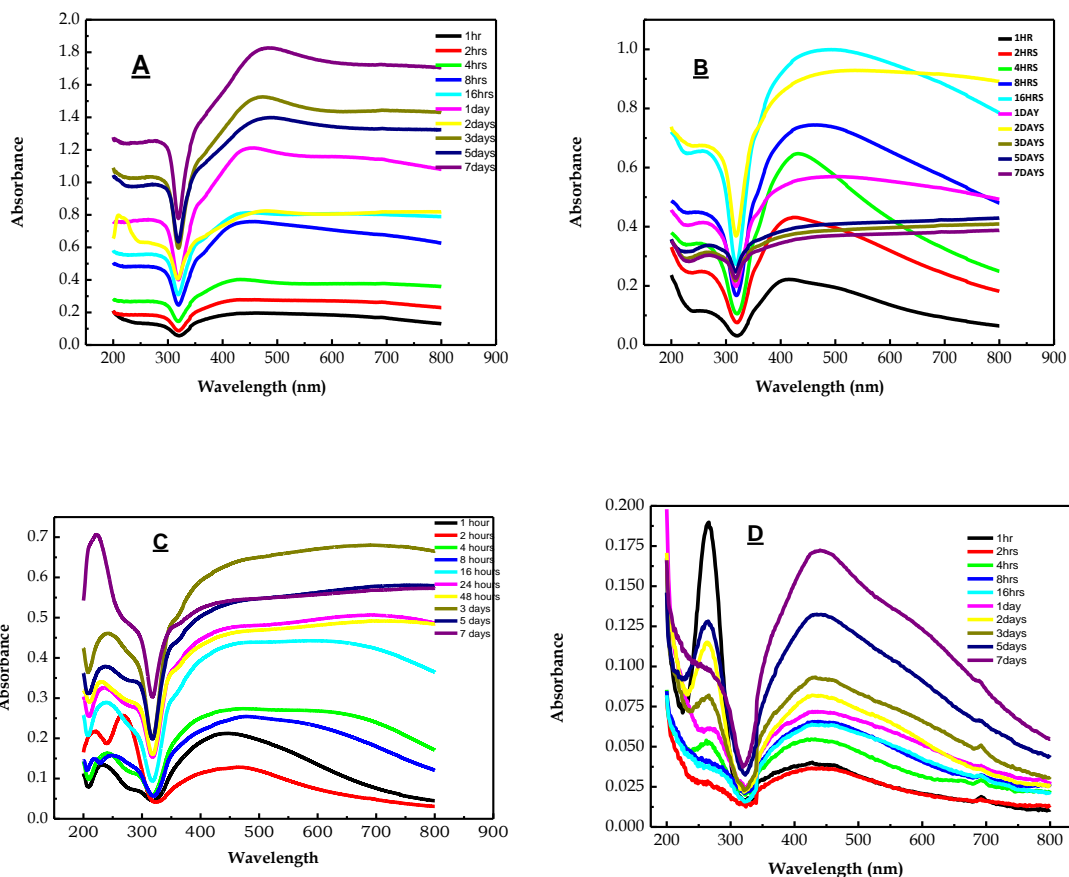 A
2.0
1.8
1.6
1.4
1.2
1.0
0.8
0.6
0.4
0.2
0.0
200 300 400 500 600 700 800 900
Absorbance
Wavelength (nm)
1hr
2hrs
4hrs
8hrs
16hrs
1day
2days
3days
5days
7days
B
1.0
0.8
0.6
0.4
0.2
0.0
200 300 400 500 600 700 800 900
Absorbance
Wavelength (nm)
1HR
2HRS
4HRS
8HRS
16HRS
1DAY
2DAYS
3DAYS
5DAYS
7DAYS
C
0.7
0.6
0.5
0.4
0.3
0.2
0.1
0.0
200 300 400 500 600 700 800 900
Absorbance
Wavelength
1 hour
2 hours
4 hours
8 hours
16 hours
24 hours
48 hours
3 days
5 days
7 days
D
0.200
0.175
0.150
0.125
0.100
0.075
0.050
0.025
0.000
200 300 400 500 600 700 800
Absorbance
Wavelength (nm)
1hr
2hrs
4hrs
8hrs
16hrs
1day
2days
3days
5days
7days